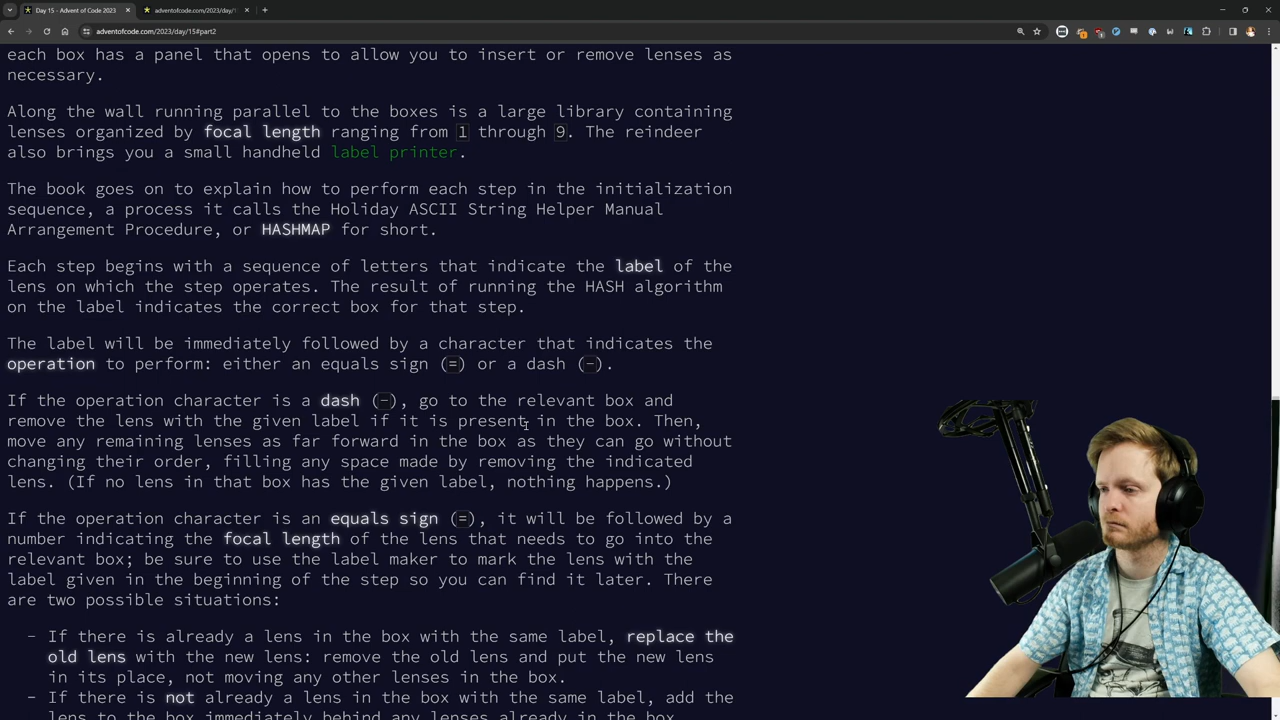 Day 15 - Advent of Code 2023
adventofcode.com/2023/day/1
adventofcode.com/2023/day/15#part2
each box has a panel that opens to allow you to insert or remove lenses as
necessary.
Along the wall running parallel to the boxes is a large library containing
lenses organized by focal length ranging from 1 through 9. The reindeer
also brings you a small handheld label printer.
The book goes on to explain how to perform each step in the initialization
sequence, a process it calls the Holiday ASCII String Helper Manual
Arrangement Procedure, or HASHMAP for short.
Each step begins with a sequence of letters that indicate the label of the
lens on which the step operates. The result of running the HASH algorithm
on the label indicates the correct box for that step.
The label will be immediately followed by a character that indicates the
operation to perform: either an equals sign (=) or a dash (-).
If the operation character is a dash (-), go to the relevant box and
remove the lens with the given label if it is present in the box. Then,
move any remaining lenses as far forward in the box as they can go without
changing their order, filling any space made by removing the indicated
lens. (If no lens in that box has the given label, nothing happens.)
If the operation character is an equals sign (=), it will be followed by a
number indicating the focal length of the lens that needs to go into the
relevant box; be sure to use the label maker to mark the lens with the
label given in the beginning of the step so you can find it later. There
are two possible situations:
- If there is already a lens in the box with the same label, replace the
old lens with the new lens: remove the old lens and put the new lens
in its place, not moving any other lenses in the box.
- If there is not already a lens in the box with the same label, add the
lens to the box immediately behind any lenses already in the box.